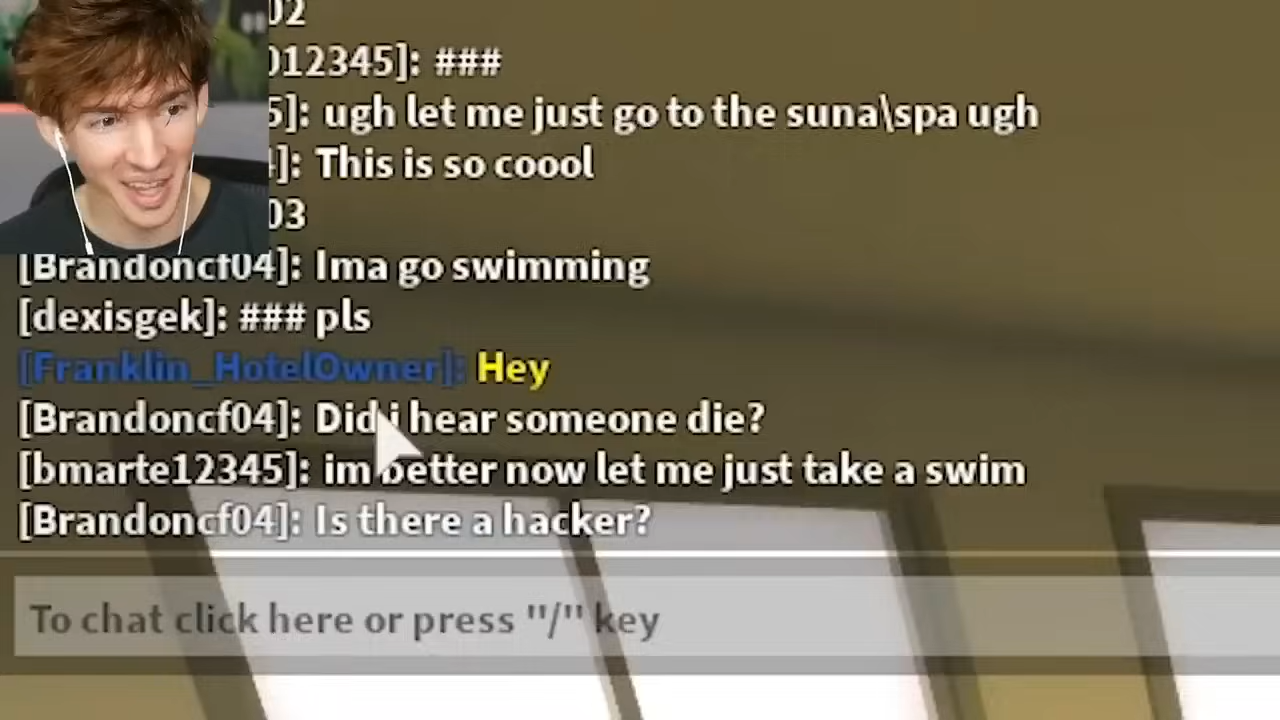 02
012345]: ###
5]: ugh let me just go to the suna\spa ugh
4]: This is so coool
03
[Brandoncf04]: Ima go swimming
[dexisgek]: ### pls
[Franklin_HotelOwner]: Hey
[Brandoncf04]: Did i hear someone die?
[bmarte12345]: im better now let me just take a swim
[Brandoncf04]: Is there a hacker?
To chat click here or press "/" key